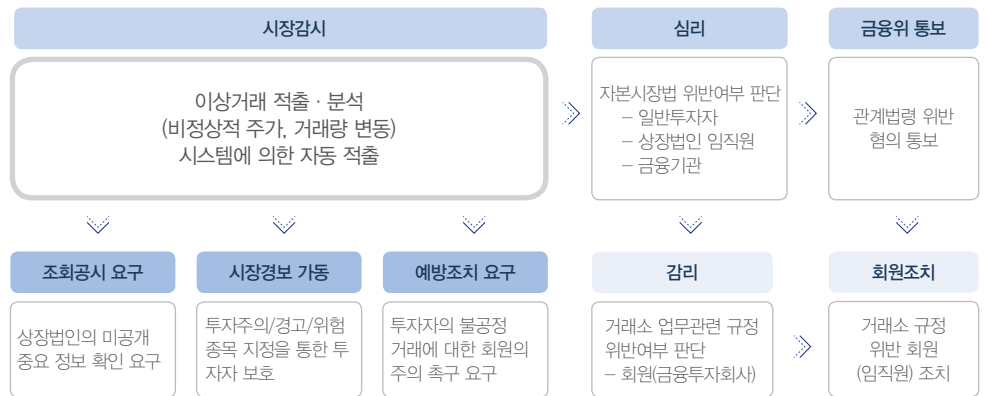 시장감시
이상거래 적출 · 분석
(비정상적 주가, 거래량 변동)
시스템에 의한 자동 적출
심리
자본시장법 위반여부 판단
– 일반투자자
– 상장법인 임직원
– 금융기관
금융위 통보
관계법령 위반
혐의 통보
조회공시 요구
상장법인의 미공개
중요 정보 확인 요구
시장경보 가동
투자주의/경고/위험
종목 지정을 통한 투
자자 보호
예방조치 요구
투자자의 불공정
거래에 대한 회원의
주의 촉구 요구
감리
거래소 업무관련 규정
위반여부 판단
– 회원(금융투자회사)
회원조치
거래소 규정
위반 회원
(임직원) 조치